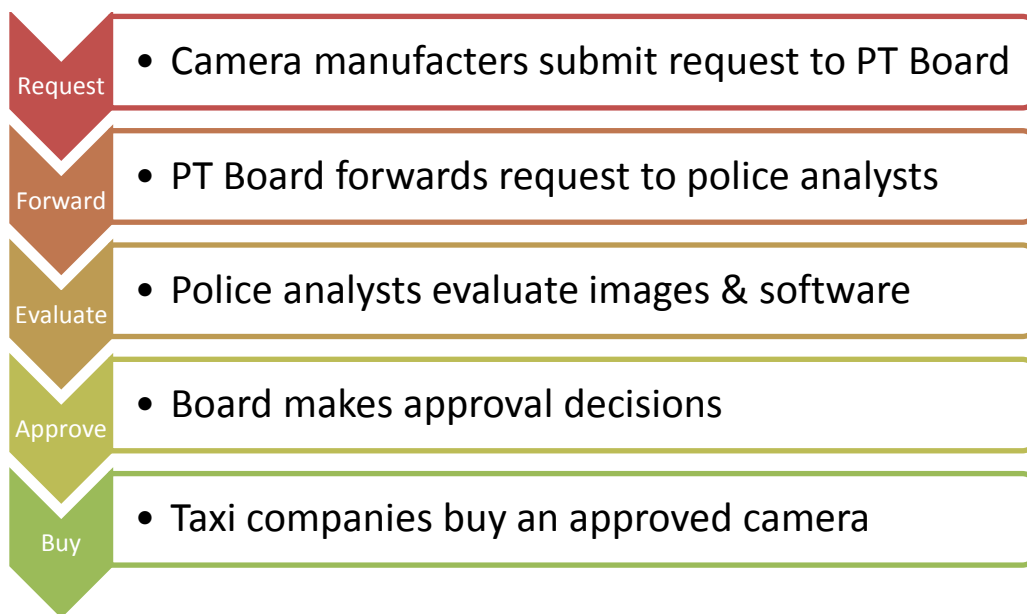 Request
• Camera manufacters submit request to PT Board
Forward
• PT Board forwards request to police analysts
Evaluate
• Police analysts evaluate images & software
Approve
• Board makes approval decisions
Buy
• Taxi companies buy an approved camera